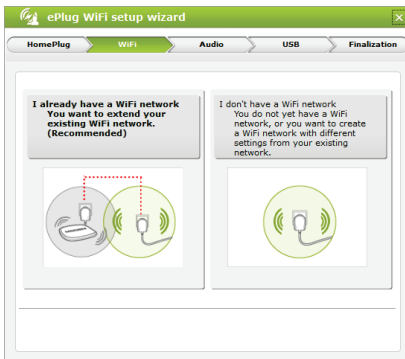 ePlug WiFi setup wizard
HomePlug
WiFi
Audio
USB
Finalization
I already have a WiFi network
You want to extend your
existing WiFi network.
(Recommended)
I don't have a WiFi network
You do not yet have a WiFi
network, or you want to create
a WiFi network with different
settings from your existing
network.